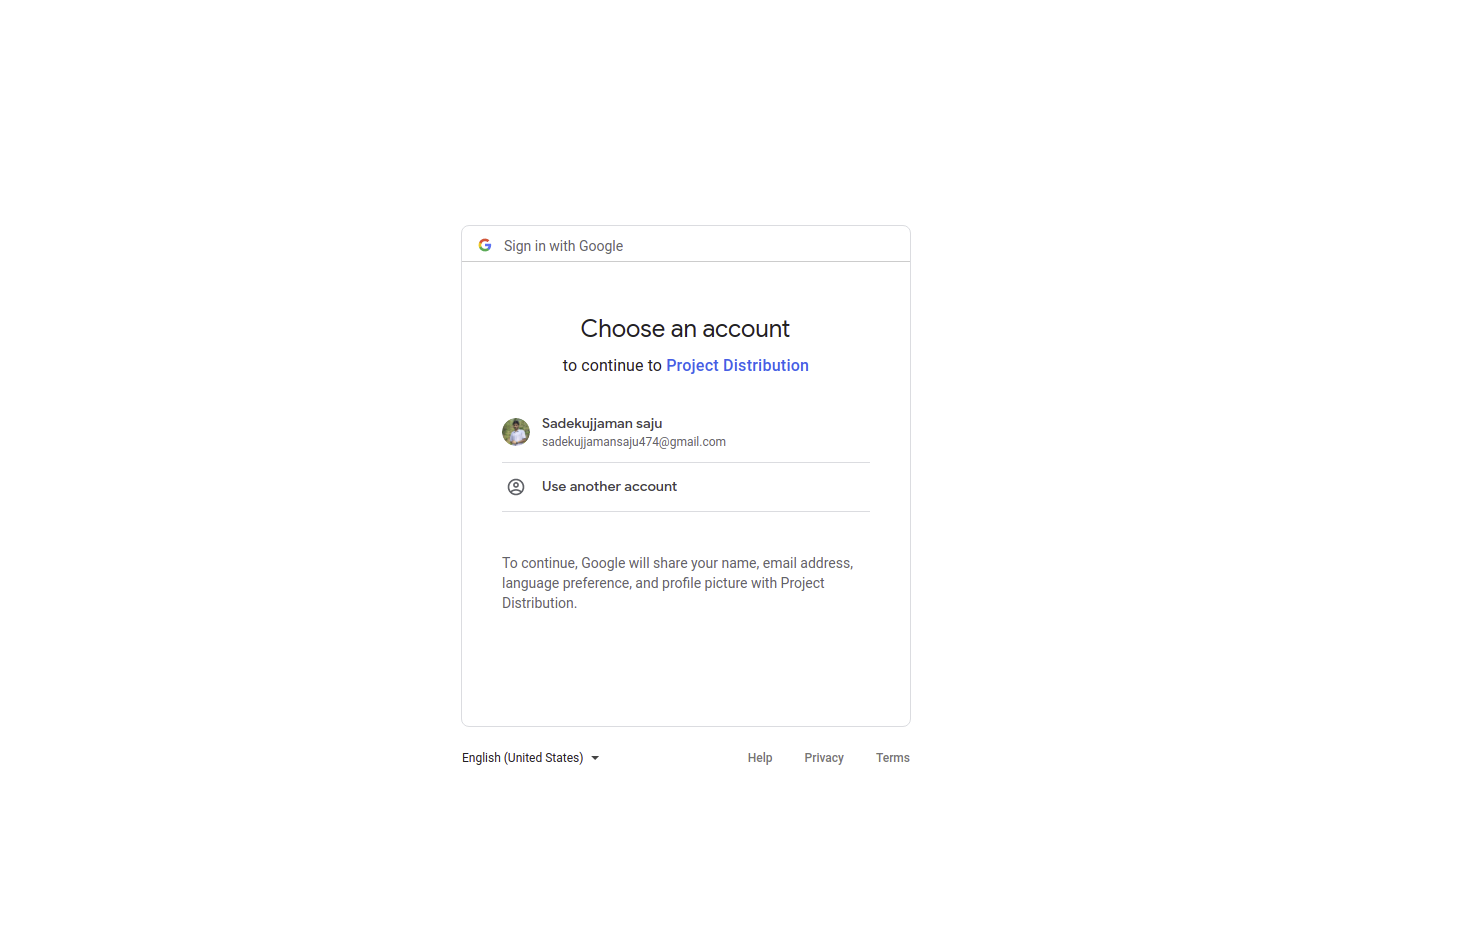 Sign in with Google
Choose an account
to continue to Project Distribution
Sadekujjaman saju
sadekujjamansaju474@gmail.com
Use another account
To continue, Google will share your name, email address,
language preference, and profile picture with Project
Distribution.
English (United States)
Help Privacy Terms